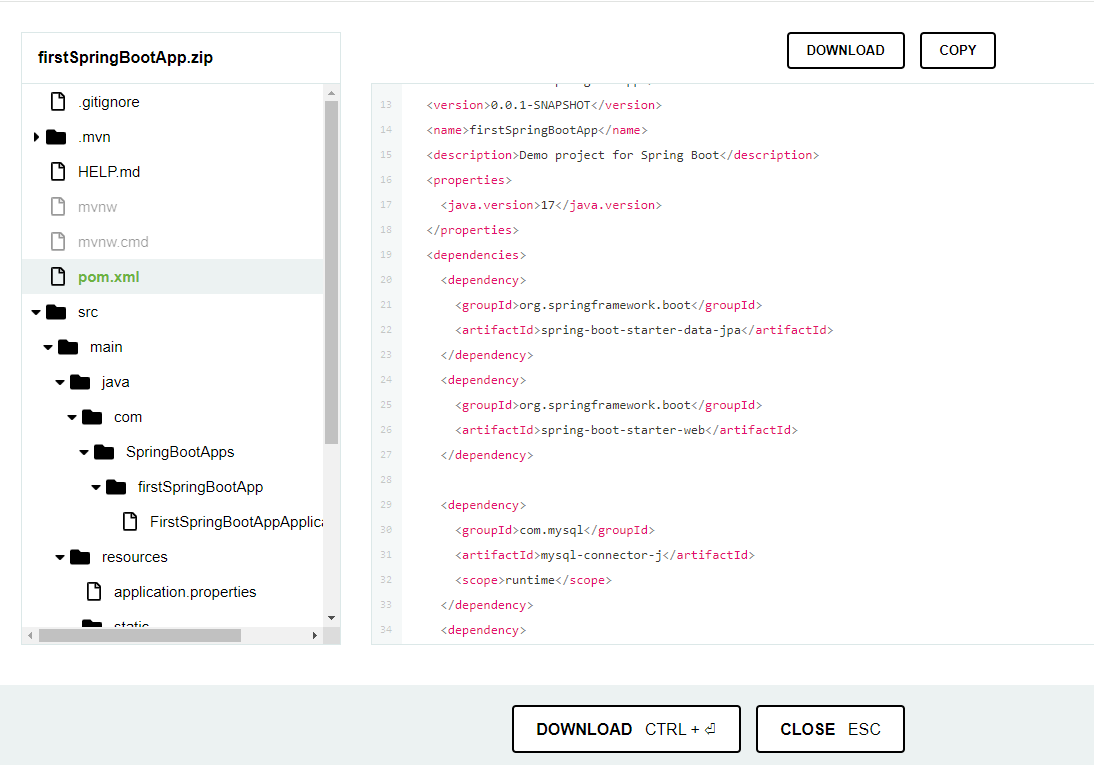 firstSpringBootApp.zip
DOWNLOAD
COPY
.gitignore
.mvn
HELP.md
mvnw
mvnw.cmd
pom.xml
src
main
java
com
SpringBootApps
firstSpringBootApp
FirstSpringBootAppApplica
resources
application.properties
static
13 <version>0.0.1-SNAPSHOT</version>
14 <name>firstSpringBootApp</name>
15 <description>Demo project for Spring Boot</description>
16 <properties>
17 <java.version>17</java.version>
18 </properties>
19 <dependencies>
20 <dependency>
21 <groupId>org.springframework.boot</groupId>
22 <artifactId>spring-boot-starter-data-jpa</artifactId>
23 </dependency>
24 <dependency>
25 <groupId>org.springframework.boot</groupId>
26 <artifactId>spring-boot-starter-web</artifactId>
27 </dependency>
28
29 <dependency>
30 <groupId>com.mysql</groupId>
31 <artifactId>mysql-connector-j</artifactId>
32 <scope>runtime</scope>
33 </dependency>
34 <dependency>
DOWNLOAD CTRL + ⏎
CLOSE ESC